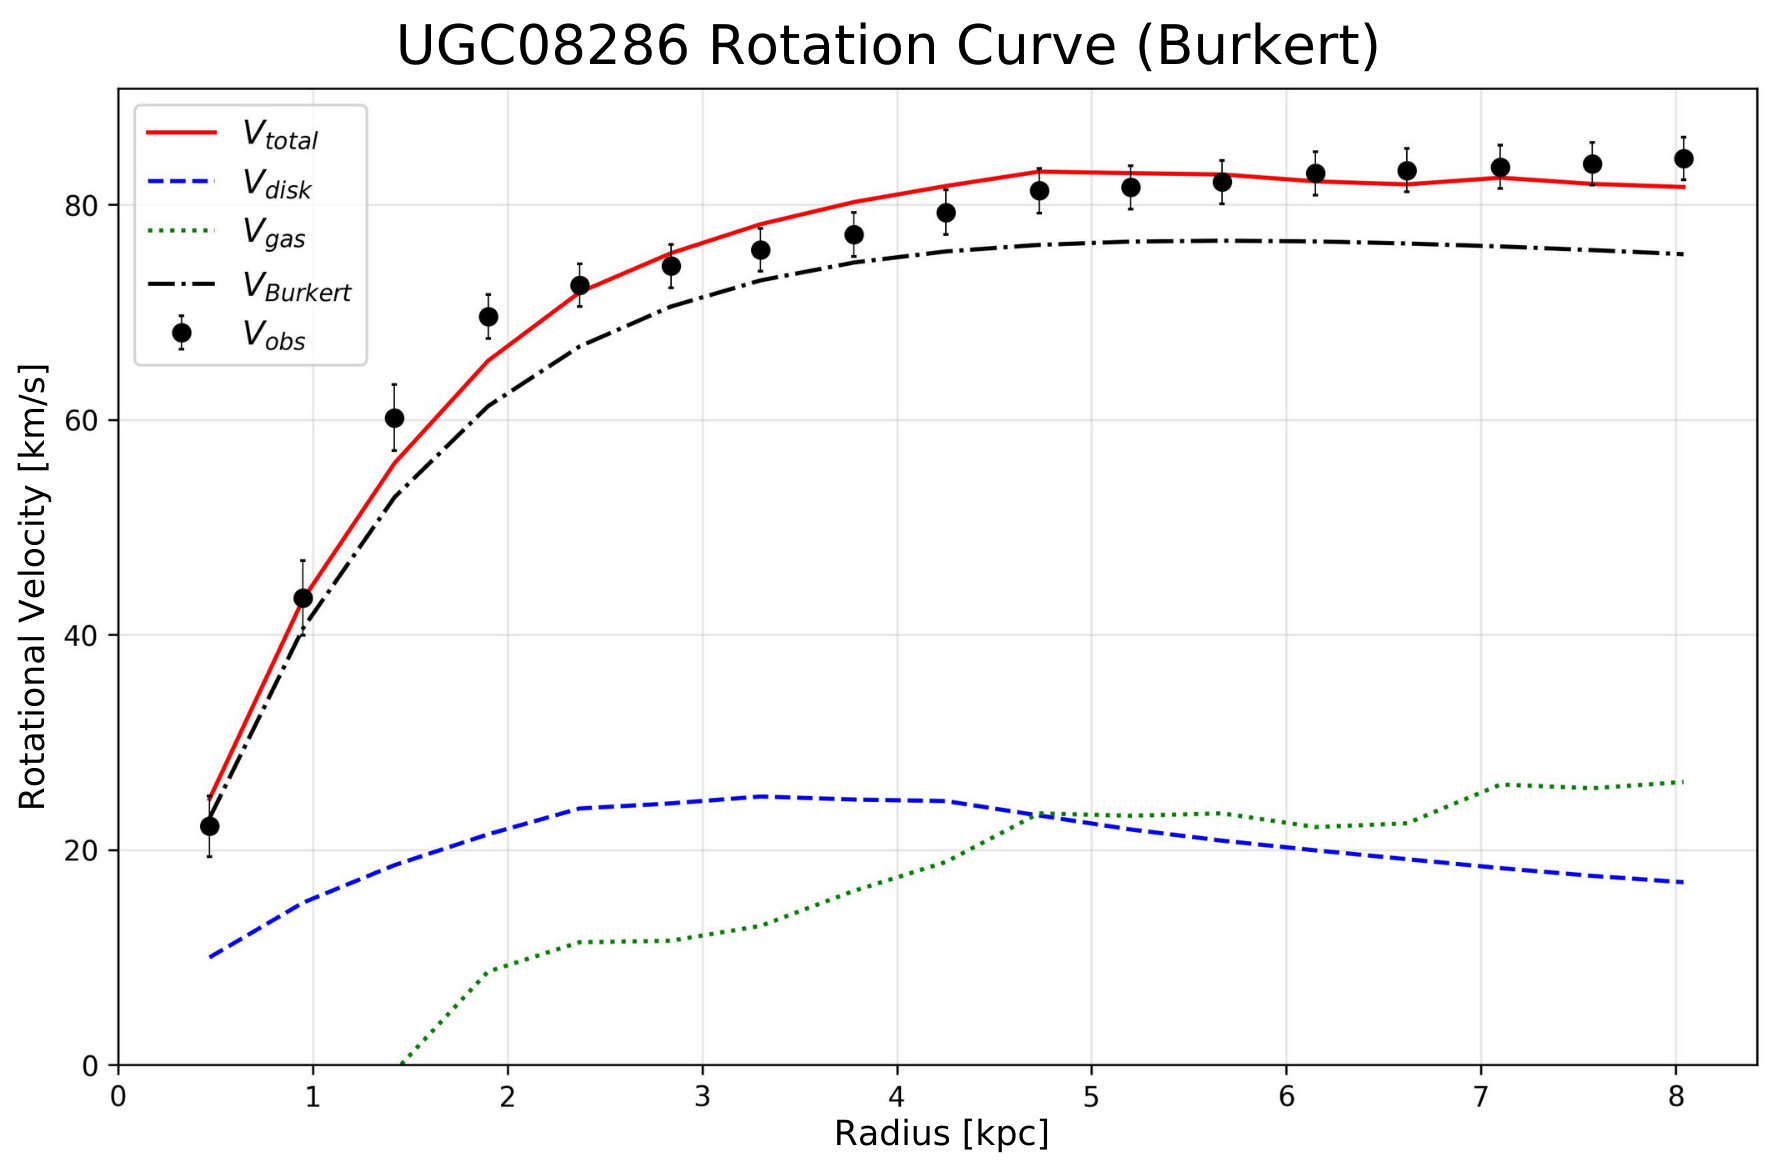 UGC08286 Rotation Curve (Burkert)
V_total
V_disk
V_gas
V_Burkert
V_obs
Rotational Velocity [km/s]
80
60
40
20
0
0 1 2 3 4 5 6 7 8
Radius [kpc]